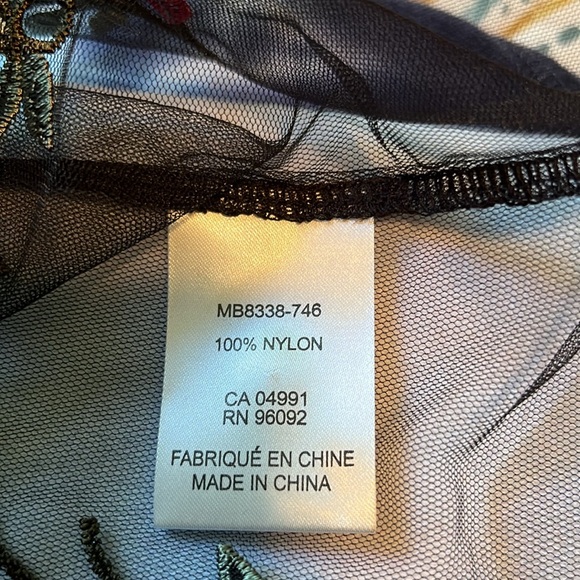 MB8338-746
100% NYLON
CA 04991
RN 96092
FABRIQUÉ EN CHINE
MADE IN CHINA